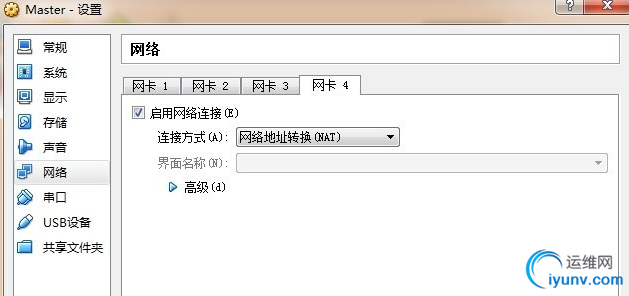 Master - 设置
常规
系统
显示
存储
声音
网络
串口
USB设备
共享文件夹
网络
网卡 1 网卡 2 网卡 3 网卡 4
启用网络连接(E)
连接方式(A): 网络地址转换(NAT)
界面名称(N):
高级(d)
运维网
iyunv.com